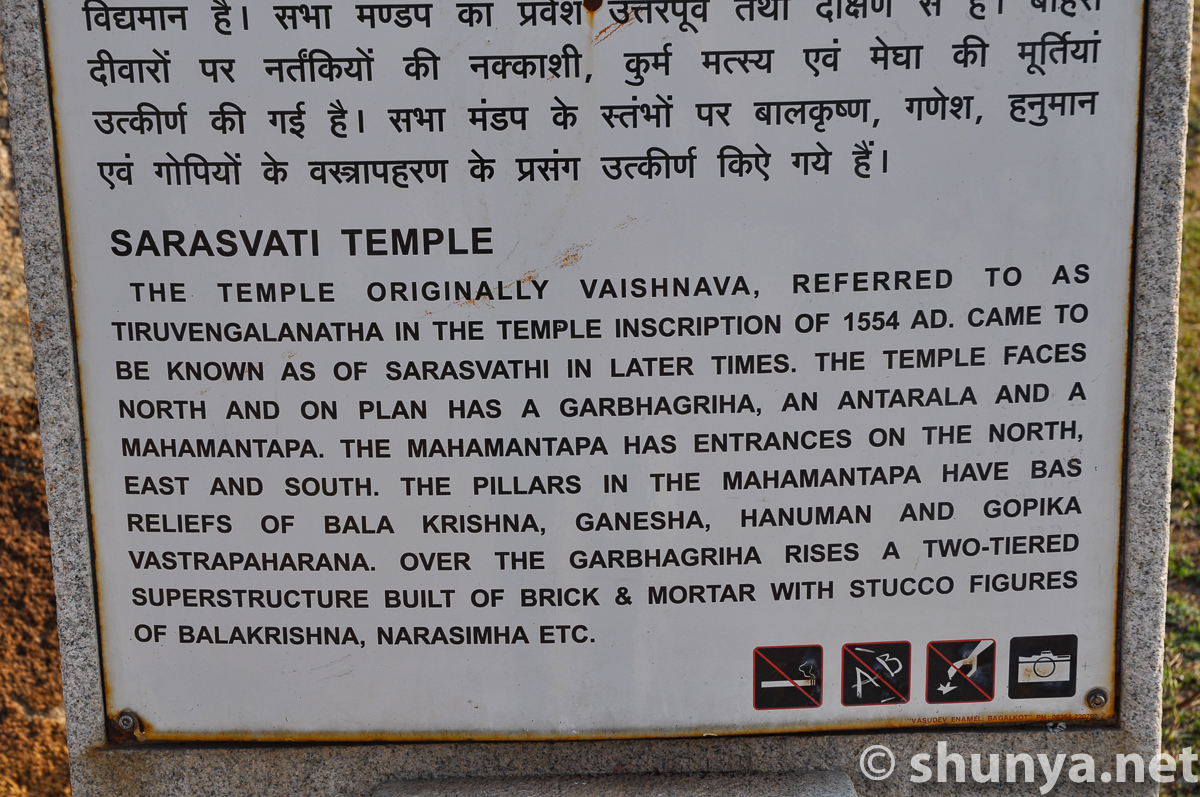 विद्यमान है। सभा मण्डप का प्रवेश उत्तरपूर्व तथा दक्षिण से है। बाहरी
दीवारों पर नर्तंकियों की नक्काशी, कुर्म मत्स्य एवं मेघा की मूर्तियां
उत्कीर्ण की गई है। सभा मंडप के स्तंभों पर बालकृष्ण, गणेश, हनुमान
एवं गोपियों के वस्त्रापहरण के प्रसंग उत्कीर्ण किऐ गये हैं।
SARASVATI TEMPLE
THE TEMPLE ORIGINALLY VAISHNAVA, REFERRED TO AS
TIRUVENGALANATHA IN THE TEMPLE INSCRIPTION OF 1554 AD. CAME TO
BE KNOWN AS OF SARASVATHI IN LATER TIMES. THE TEMPLE FACES
NORTH AND ON PLAN HAS A GARBHAGRIHA, AN ANTARALA AND A
MAHAMANTAPA. THE MAHAMANTAPA HAS ENTRANCES ON THE NORTH,
EAST AND SOUTH. THE PILLARS IN THE MAHAMANTAPA HAVE BAS
RELIEFS OF BALA KRISHNA, GANESHA, HANUMAN AND GOPIKA
VASTRAPAHARANA. OVER THE GARBHAGRIHA RISES A TWO-TIERED
SUPERSTRUCTURE BUILT OF BRICK & MORTAR WITH STUCCO FIGURES
OF BALAKRISHNA, NARASIMHA ETC.
AB
"VASUDEV ENAMEL, BAGALKOT" PH.
© shunya.net